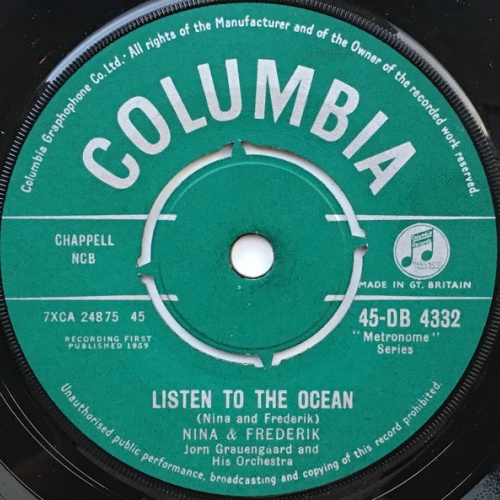 Columbia Graphophone Co. Ltd. · All rights of the Manufacturer and of the Owner of the recorded work reserved.
COLUMBIA
CHAPPELL
NCB
MADE IN GT. BRITAIN
7XCA 24875 45
45-DB 4332
RECORDING FIRST
PUBLISHED 1959
"Metronome"
Series
LISTEN TO THE OCEAN
(Nina and Frederik)
NINA & FREDERIK
Jorn Grauengaard and
His Orchestra
Unauthorised public performance, broadcasting and copying of this record prohibited.